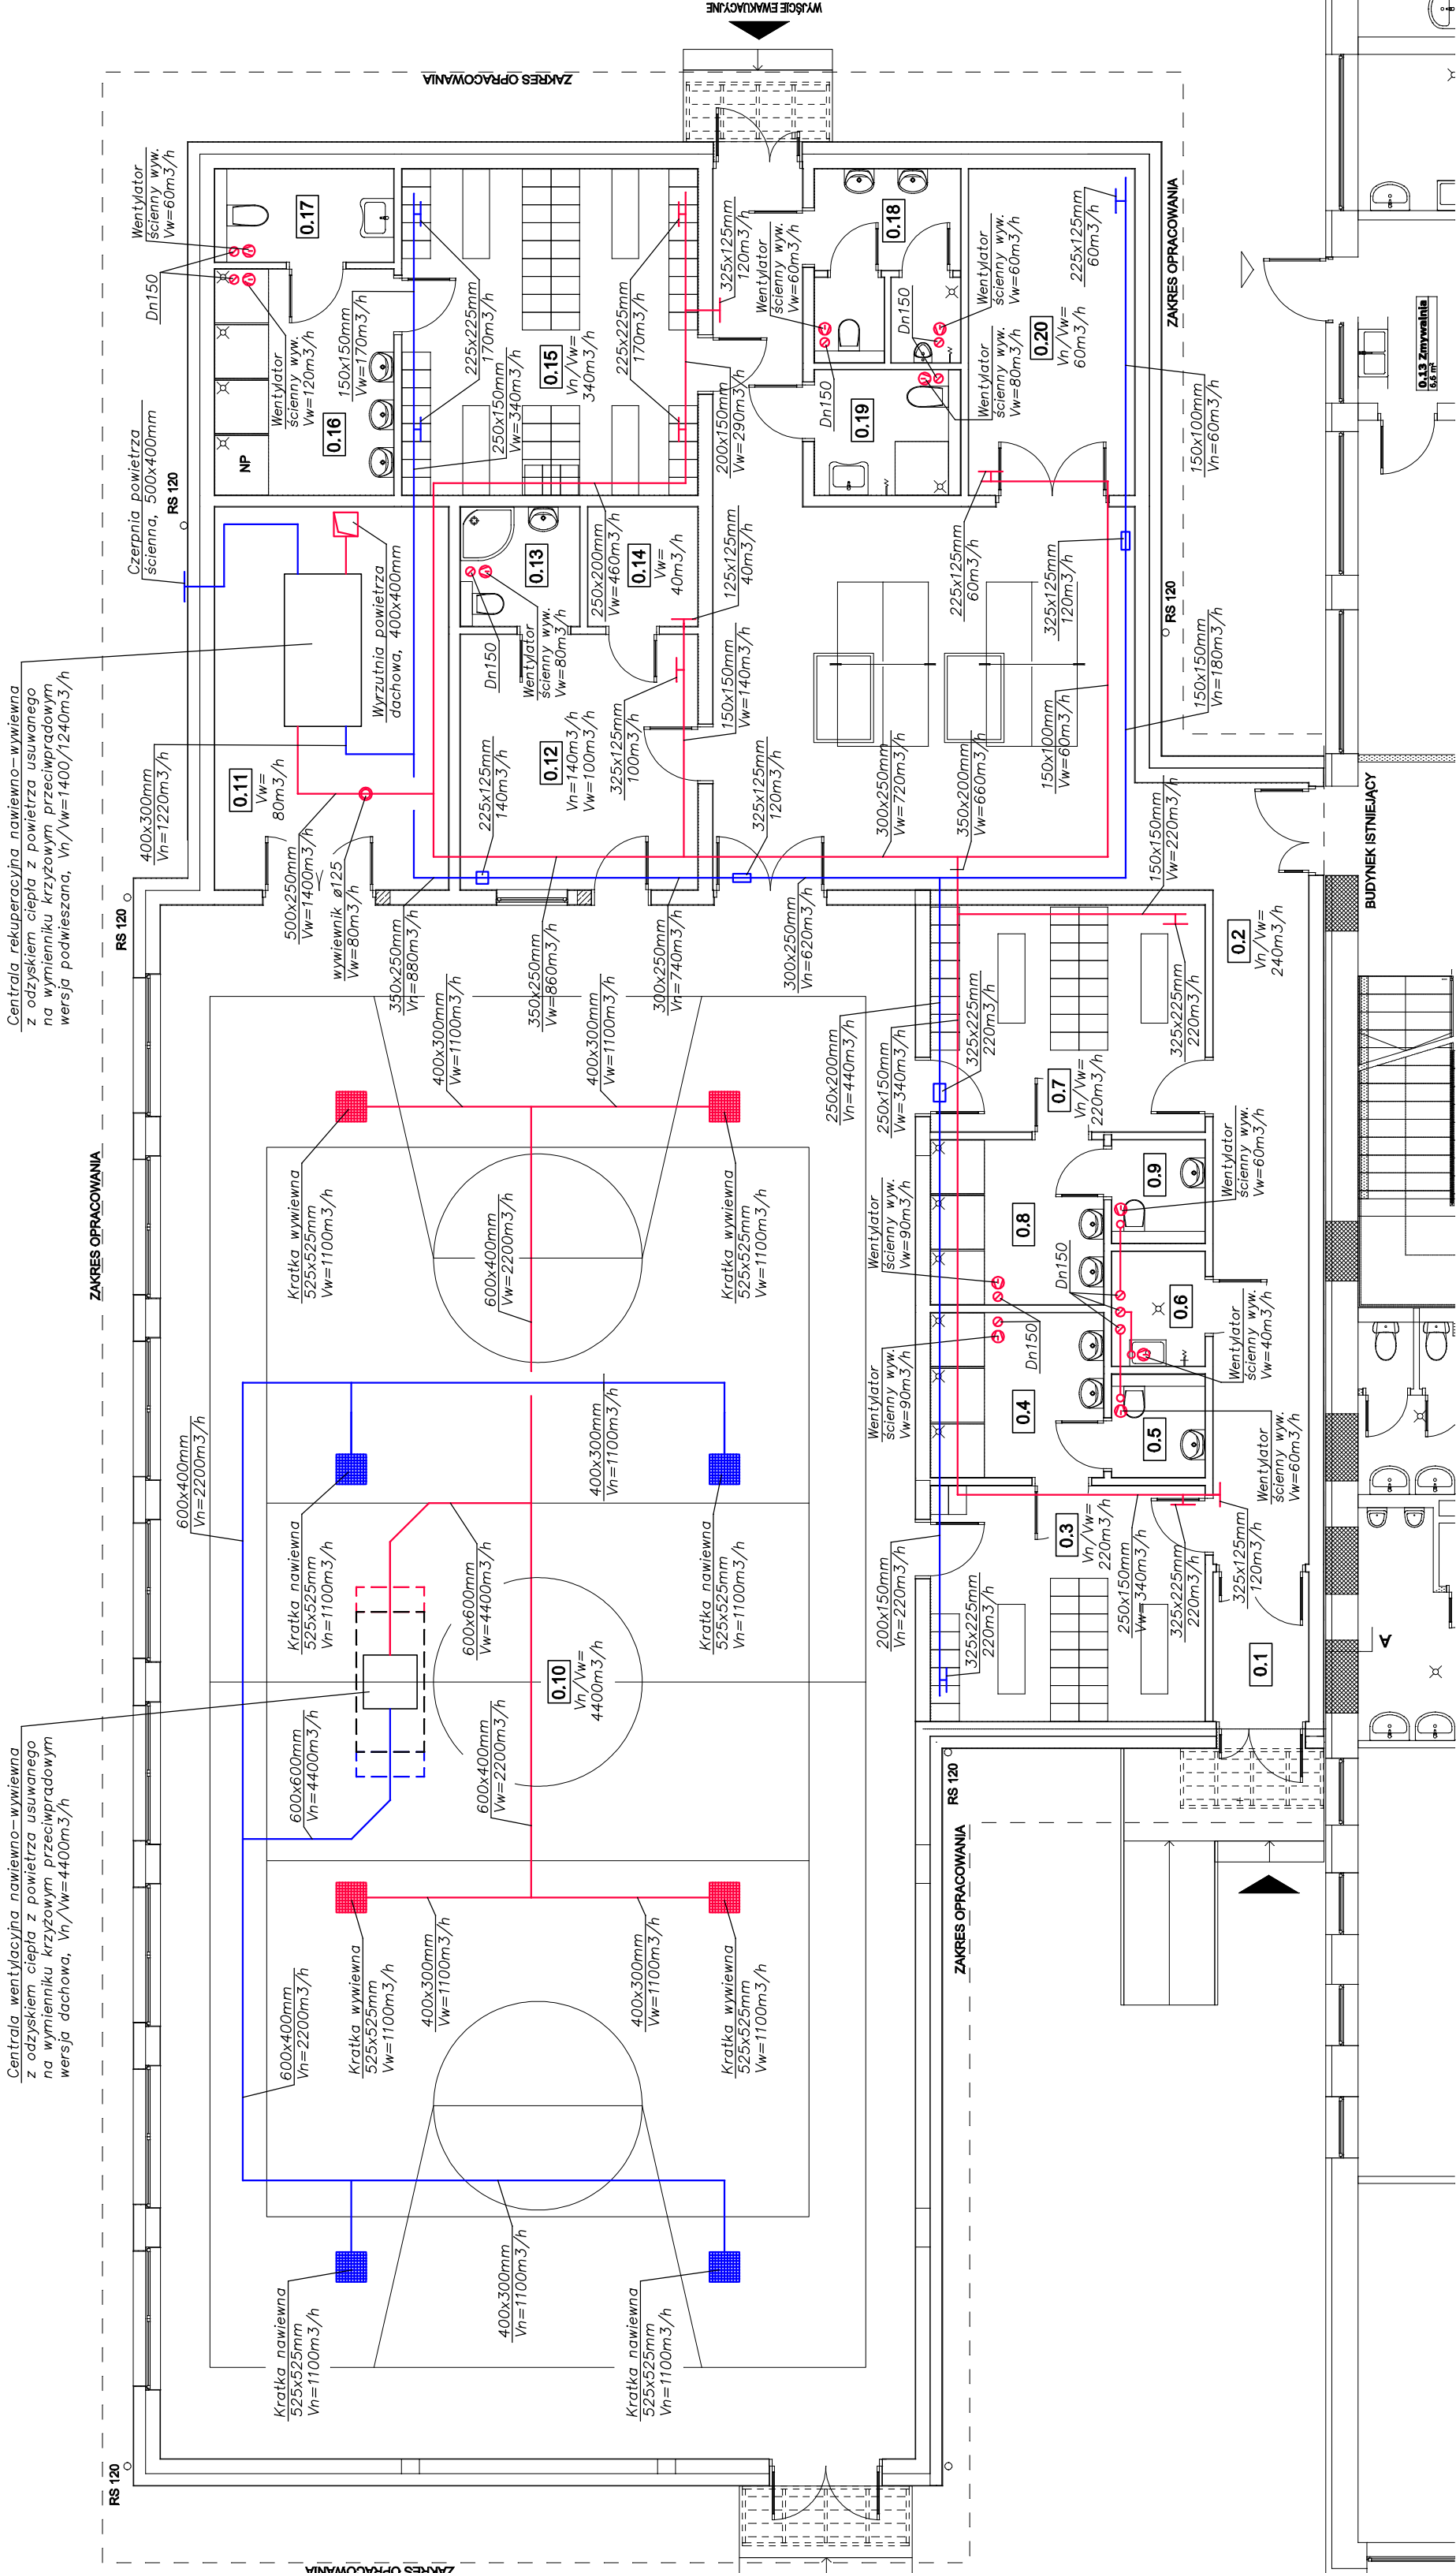 Centrala wentylacyjna nawiewno-wywiewna
z odzyskiem ciepła z powietrza usuwanego
na wymienniku krzyżowym przeciwprądowym
wersja dachowa, Vn/Vw=4400m3/h
Centrala rekuperacyjna nawiewno-wywiewna
z odzyskiem ciepła z powietrza usuwanego
na wymienniku krzyżowym przeciwprądowym
wersja podwieszana, Vn/Vw=1400/1240m3/h
ZAKRES OPRACOWANIA
RS 120
RS 120
RS 120
Czerpnia powietrza
ścienna, 500x400mm
Dn150
Wentylator
ścienny wyw.
Vw=60m3/h
400x300mm
Vn=1220m3/h
600x400mm
Vn=2200m3/h
0.11
Vw=
80m3/h
Wyrzutnia powietrza
dachowa, 400x400mm
NP
0.16
Wentylator
ścienny wyw.
Vw=120m3/h
0.17
150x150mm
Vw=170m3/h
500x250mm
Vw=1400m3/h
wywiewnik ø125
Vw=80m3/h
350x250mm
Vn=880m3/h
Kratka nawiewna
525x525mm
Vn=1100m3/h
600x400mm
Vn=2200m3/h
Kratka wywiewna
525x525mm
Vw=1100m3/h
600x600mm
Vn=4400m3/h
Kratka nawiewna
525x525mm
Vn=1100m3/h
Kratka wywiewna
525x525mm
Vw=1100m3/h
400x300mm
Vw=1100m3/h
400x300mm
Vw=1100m3/h
600x600mm
Vw=4400m3/h
600x400mm
Vw=2200m3/h
600x400mm
Vw=2200m3/h
400x300mm
Vn=1100m3/h
0.10
Vn/Vw=
4400m3/h
400x300mm
Vn=1100m3/h
400x300mm
Vw=1100m3/h
400x300mm
Vw=1100m3/h
Kratka nawiewna
525x525mm
Vn=1100m3/h
Kratka wywiewna
525x525mm
Vw=1100m3/h
Kratka nawiewna
525x525mm
Vn=1100m3/h
Kratka wywiewna
525x525mm
Vw=1100m3/h
225x125mm
140m3/h
Dn150
Wentylator
ścienny wyw.
Vw=80m3/h
0.13
0.12
Vn=140m3/h
Vw=100m3/h
350x250mm
Vw=860m3/h
325x125mm
100m3/h
250x200mm
Vw=460m3/h
0.14
Vw=
40m3/h
225x225mm
170m3/h
250x150mm
Vw=340m3/h
0.15
Vn/Vw=
340m3/h
225x225mm
170m3/h
ZAKRES OPRACOWANIA
300x250mm
Vn=740m3/h
150x150mm
Vw=140m3/h
125x125mm
40m3/h
200x150mm
Vw=290m3/h
325x125mm
120m3/h
325x125mm
120m3/h
300x250mm
Vn=620m3/h
WYJŚCIE EWAKUACYJNE
Wentylator
ścienny wyw.
Vw=60m3/h
Dn150
0.19
0.18
Dn150
Wentylator
ścienny wyw.
Vw=60m3/h
Wentylator
ścienny wyw.
Vw=80m3/h
0.20
Vn/Vw=
60m3/h
225x125mm
60m3/h
300x250mm
Vw=720m3/h
350x200mm
Vw=660m3/h
225x125mm
60m3/h
150x100mm
Vw=60m3/h
325x125mm
120m3/h
150x150mm
Vn=180m3/h
150x100mm
Vn=60m3/h
RS 120
ZAKRES OPRACOWANIA
250x200mm
Vn=440m3/h
250x150mm
Vw=340m3/h
325x225mm
220m3/h
150x150mm
Vw=220m3/h
0.7
Vn/Vw=
220m3/h
325x225mm
220m3/h
0.2
Vn/Vw=
240m3/h
Wentylator
ścienny wyw.
Vw=90m3/h
Wentylator
ścienny wyw.
Vw=90m3/h
0.8
0.4
Dn150
Dn150
0.9
0.6
0.5
Wentylator
ścienny wyw.
Vw=60m3/h
Wentylator
ścienny wyw.
Vw=40m3/h
Wentylator
ścienny wyw.
Vw=60m3/h
200x150mm
Vn=220m3/h
325x225mm
220m3/h
0.3
Vn/Vw=
220m3/h
250x150mm
Vw=340m3/h
325x225mm
220m3/h
325x125mm
120m3/h
0.1
RS 120
ZAKRES OPRACOWANIA
ZAKRES OPRACOWANIA
BUDYNEK ISTNIEJĄCY
0.13 Zmywalnia
6,5 m²
A